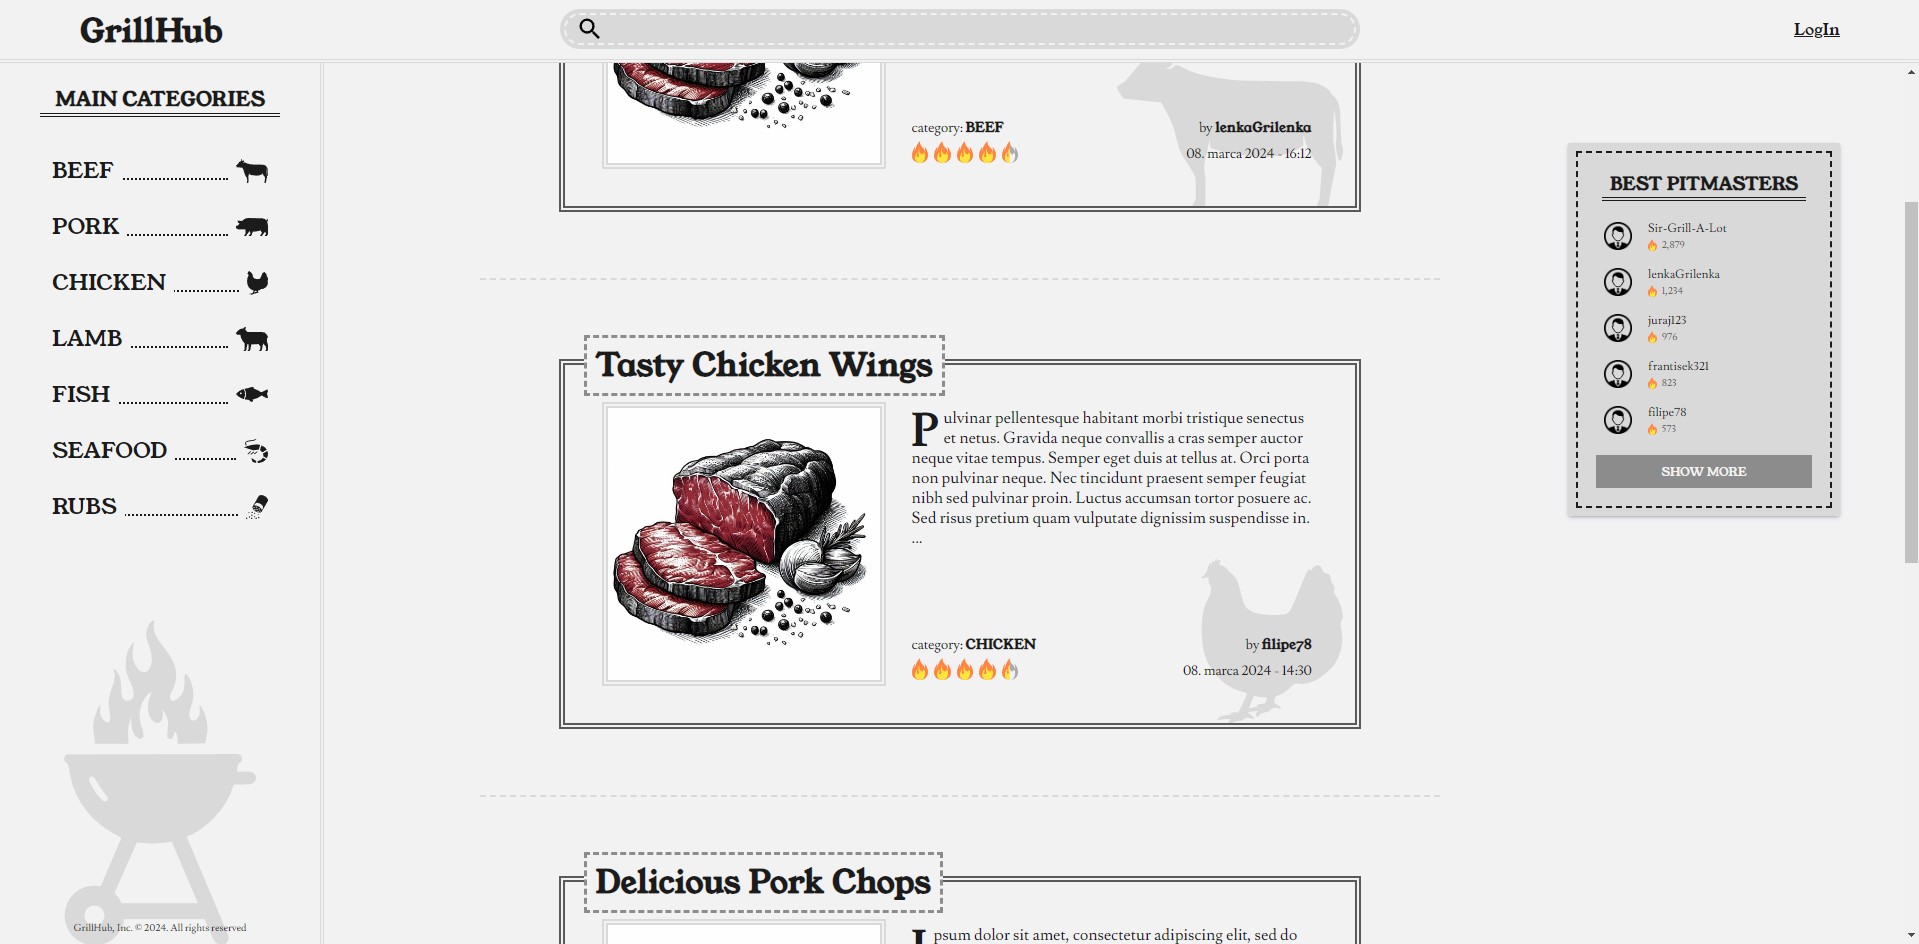 GrillHub
LogIn
MAIN CATEGORIES
BEEF
PORK
CHICKEN
LAMB
FISH
SEAFOOD
RUBS
GrillHub, Inc. © 2024. All rights reserved
category: BEEF
by lenkaGrilenka
08. marca 2024 - 16:12
Tasty Chicken Wings
Pulvinar pellentesque habitant morbi tristique senectus
et netus. Gravida neque convallis a cras semper auctor
neque vitae tempus. Semper eget duis at tellus at. Orci porta
non pulvinar neque. Nec tincidunt praesent semper feugiat
nibh sed pulvinar proin. Luctus accumsan tortor posuere ac.
Sed risus pretium quam vulputate dignissim suspendisse in.
...
category: CHICKEN
by filipe78
08. marca 2024 - 14:30
Delicious Pork Chops
Ipsum dolor sit amet, consectetur adipiscing elit, sed do
BEST PITMASTERS
Sir-Grill-A-Lot
2,879
lenkaGrilenka
1,234
juraj123
976
frantisek321
823
filipe78
573
SHOW MORE